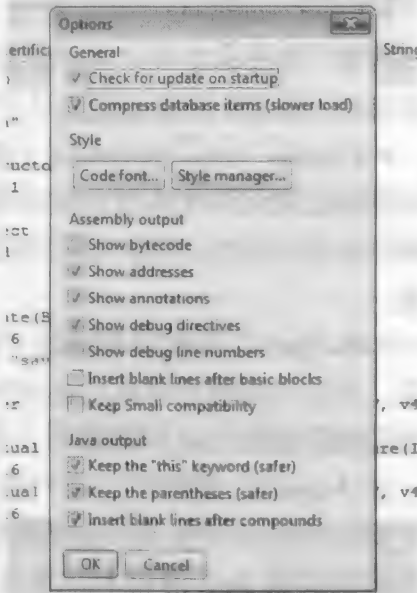 Options
General
Check for update on startup
Compress database items (slower load)
Style
Code font... Style manager...
Assembly output
Show bytecode
Show addresses
Show annotations
Show debug directives
Show debug line numbers
Insert blank lines after basic blocks
Keep Smali compatibility
Java output
Keep the "this" keyword (safer)
Keep the parentheses (safer)
Insert blank lines after compounds
OK Cancel